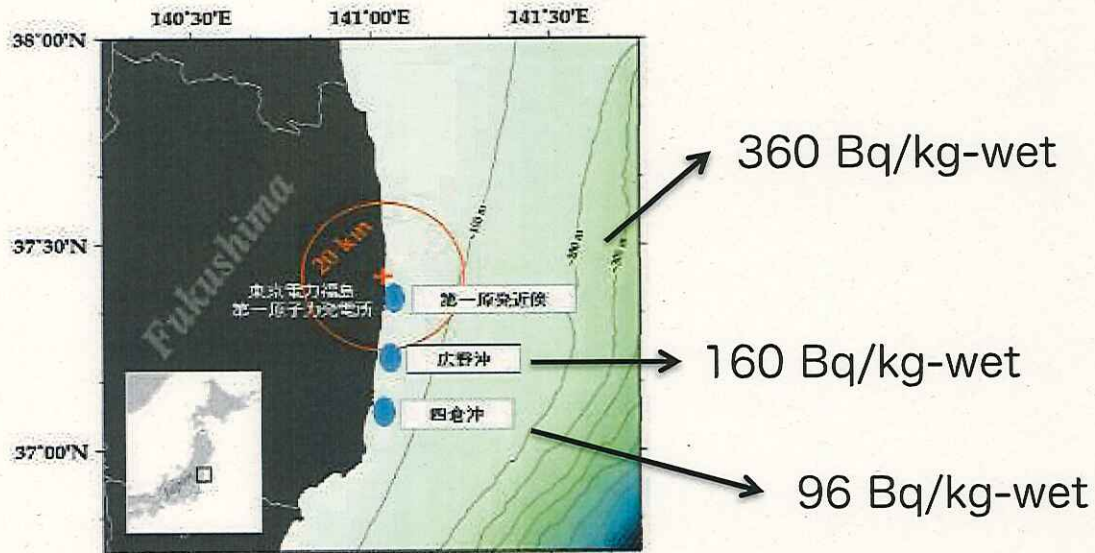 140°30'E 141°00'E 141°30'E
38°00'N
37°30'N
37°00'N
Fukushima
20 km
東京電力福島
第一原子力発電所
第一原発近傍
広野沖
四倉沖
360 Bq/kg-wet
160 Bq/kg-wet
96 Bq/kg-wet